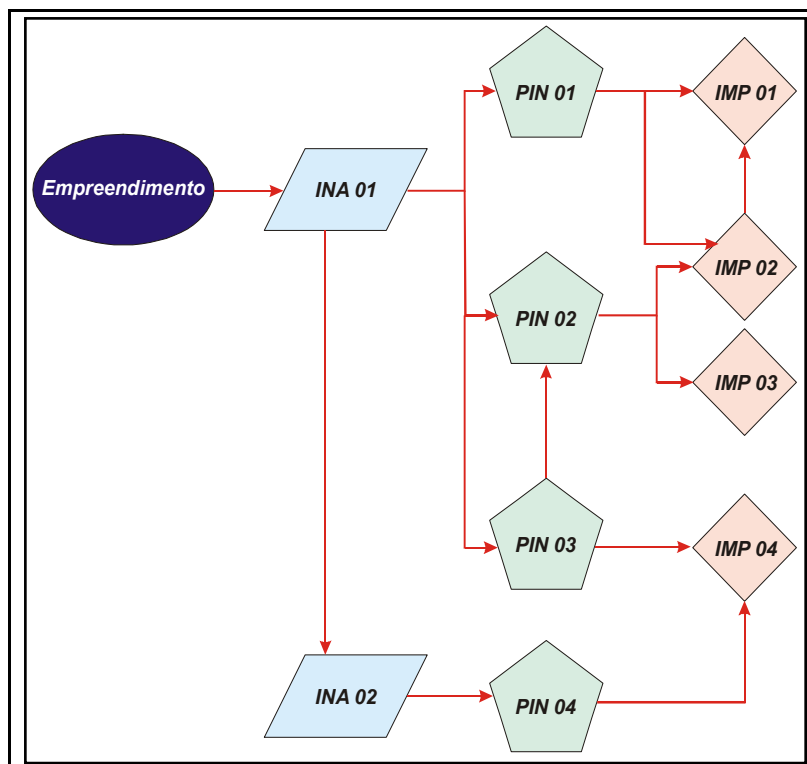 PIN 01
IMP 01
Empreendimento
INA 01
IMP 02
PIN 02
IMP 03
PIN 03
IMP 04
INA 02
PIN 04